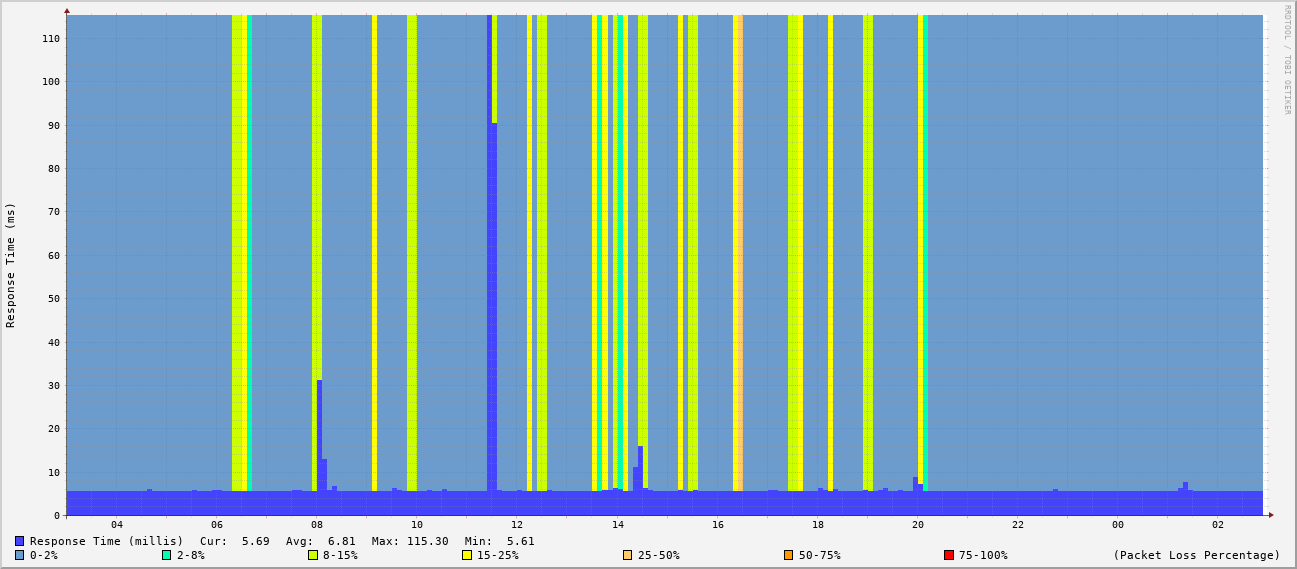 RRDTOOL / TOBI OETIKER
Response Time (ms)
110
100
90
80
70
60
50
40
30
20
10
0
04 06 08 10 12 14 16 18 20 22 00 02
Response Time (millis) Cur: 5.69 Avg: 6.81 Max: 115.30 Min: 5.61
0-2% 2-8% 8-15% 15-25% 25-50% 50-75% 75-100% (Packet Loss Percentage)